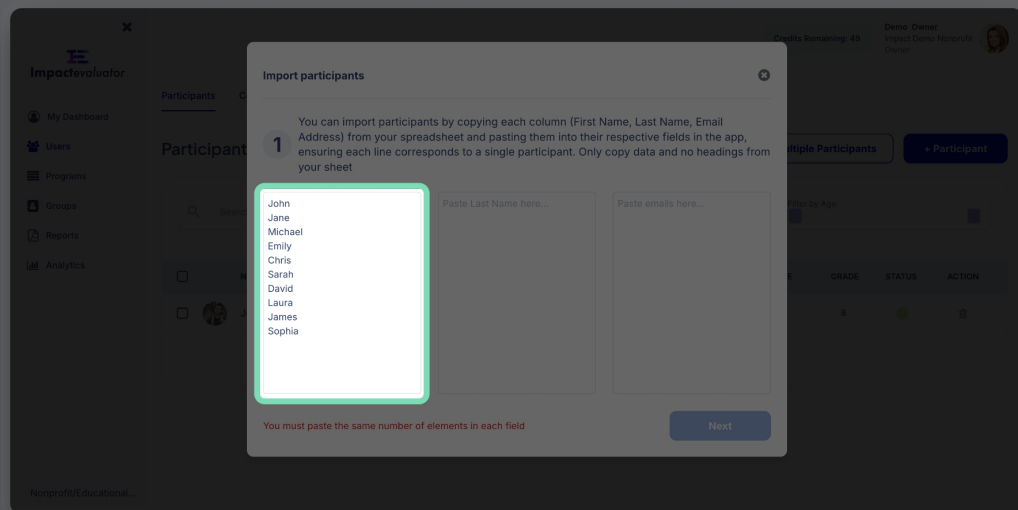 Credits Remaining: 49
Demo Owner
Impact Demo Nonprofit
Owner
Impactevaluator
My Dashboard
Users
Programs
Groups
Reports
Analytics
Nonprofit/Educational...
Participants
Participant
Multiple Participants
+ Participant
Filter by Age
GRADE
STATUS
ACTION
8
Import participants
1
You can import participants by copying each column (First Name, Last Name, Email
Address) from your spreadsheet and pasting them into their respective fields in the app,
ensuring each line corresponds to a single participant. Only copy data and no headings from
your sheet
John
Jane
Michael
Emily
Chris
Sarah
David
Laura
James
Sophia
Paste Last Name here...
Paste emails here...
You must paste the same number of elements in each field
Next